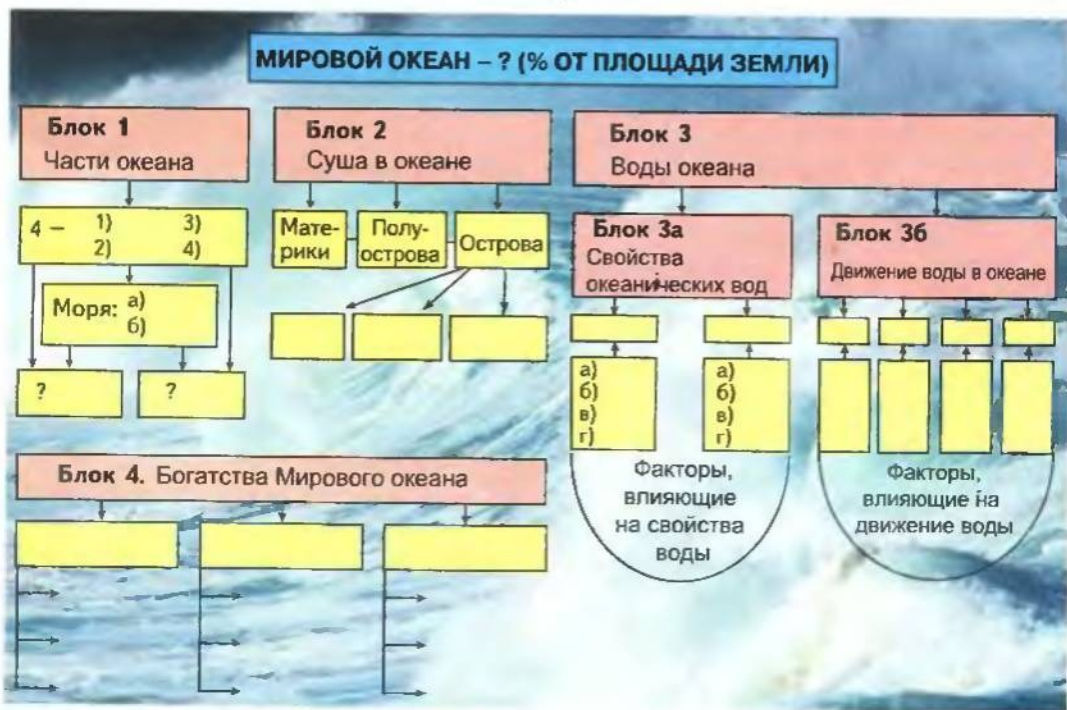 МИРОВОЙ ОКЕАН – ? (% ОТ ПЛОЩАДИ ЗЕМЛИ)
Блок 1
Части океана
4 – 1) 3)
2) 4)
Моря: а)
б)
?
?
Блок 2
Суша в океане
Мате-
рики
Полу-
острова
Острова
Блок 3
Воды океана
Блок 3а
Свойства
океанических вод
а)
б)
в)
г)
а)
б)
в)
г)
Факторы,
влияющие
на свойства
воды
Блок 3б
Движение воды в океане
Факторы,
влияющие на
движение воды
Блок 4. Богатства Мирового океана